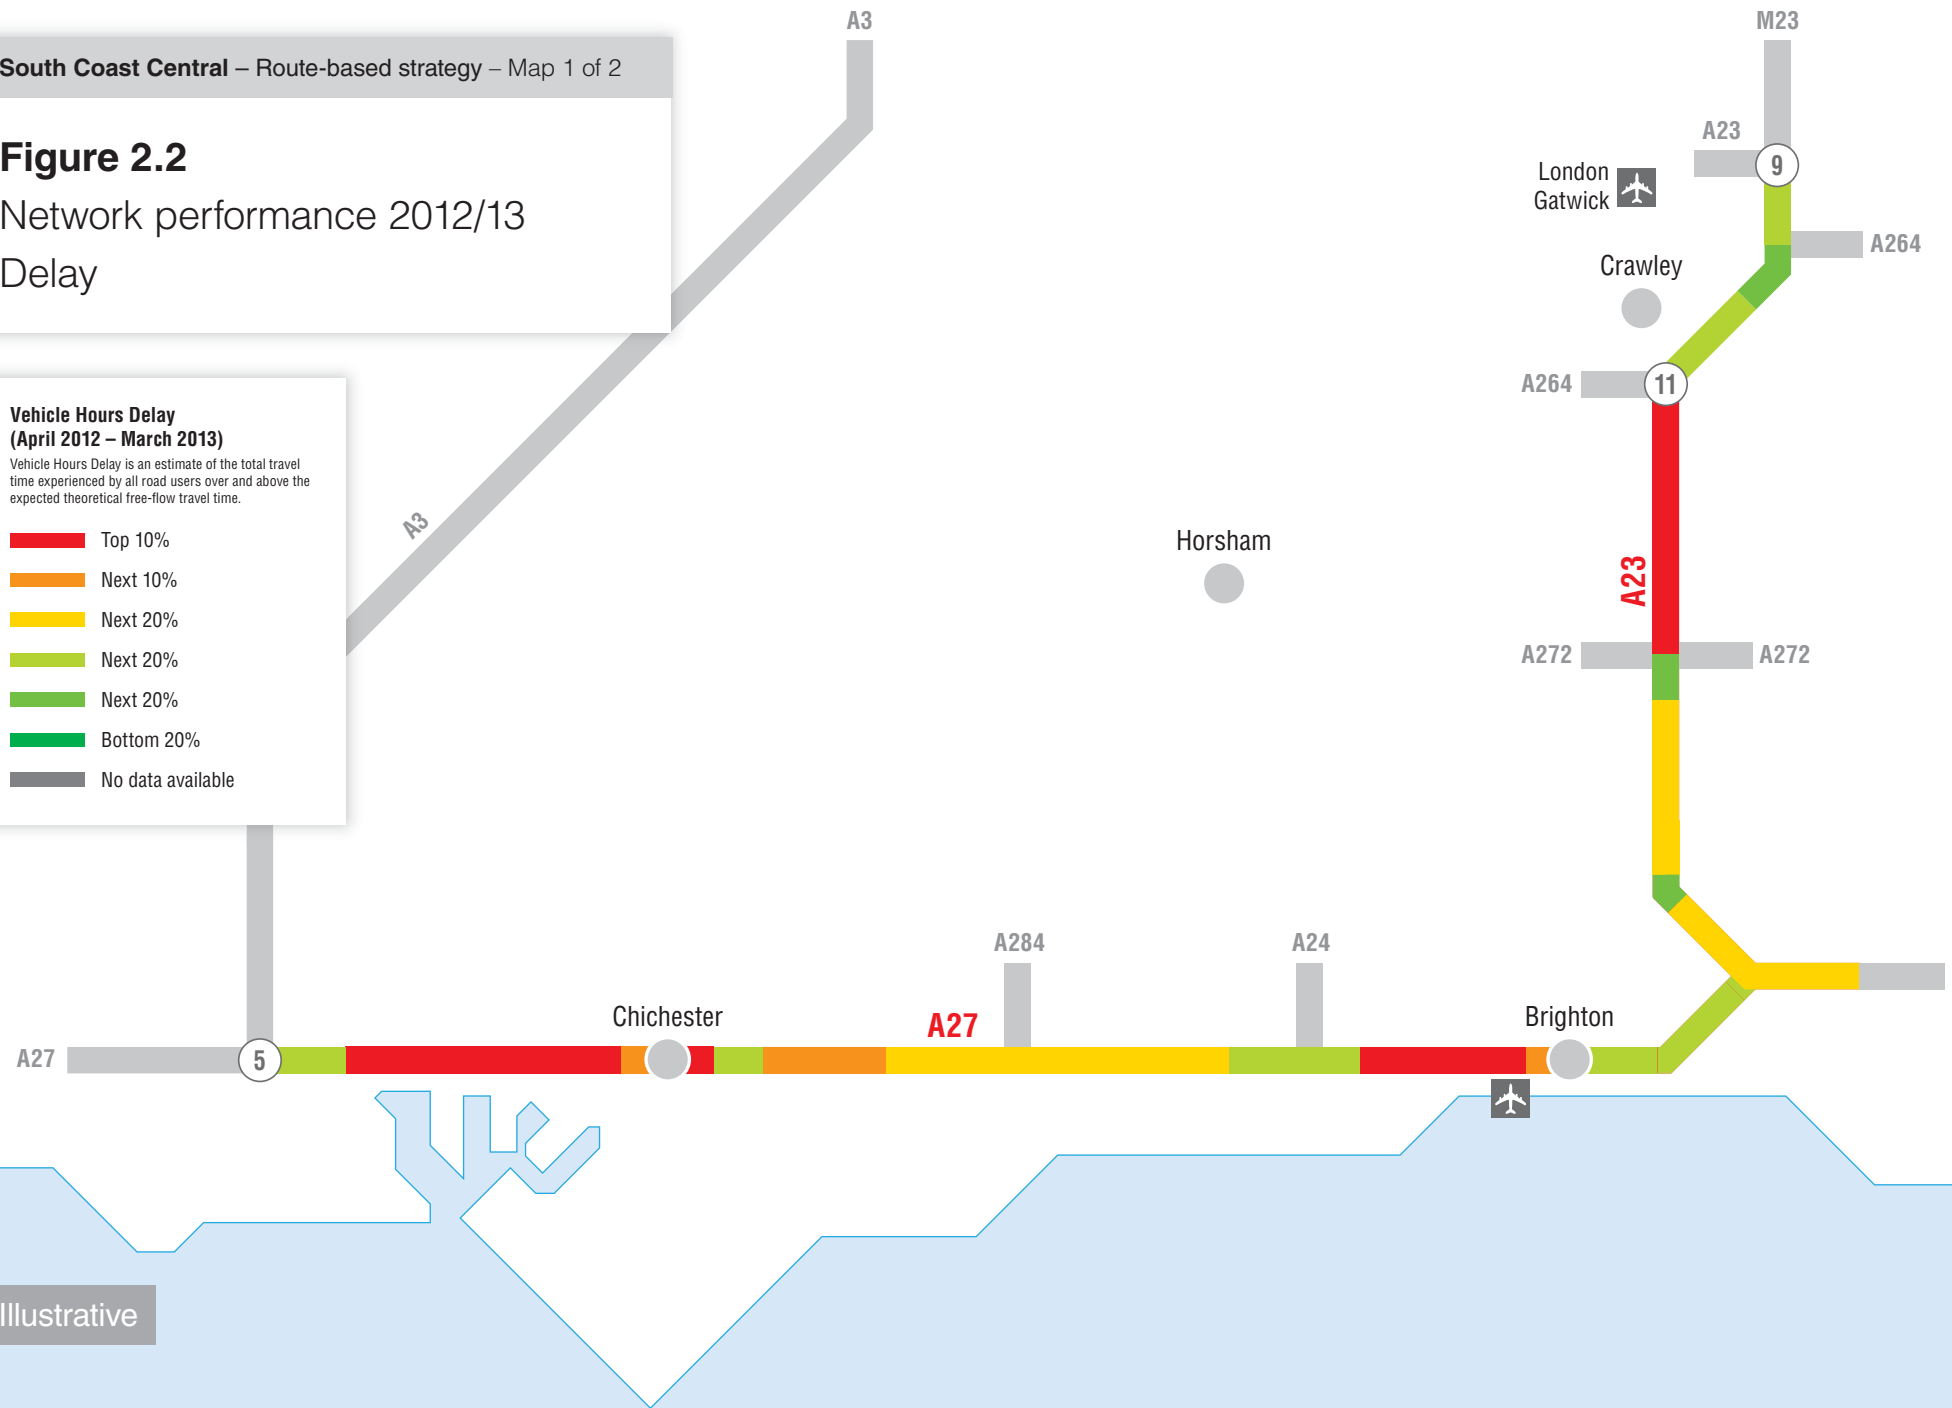 South Coast Central – Route-based strategy – Map 1 of 2
Figure 2.2
Network performance 2012/13
Delay
Vehicle Hours Delay
(April 2012 – March 2013)
Vehicle Hours Delay is an estimate of the total travel
time experienced by all road users over and above the
expected theoretical free-flow travel time.
Top 10%
Next 10%
Next 20%
Next 20%
Next 20%
Bottom 20%
No data available
A3
A3
M23
A23
9
London
Gatwick
A264
Crawley
A264
11
Horsham
A23
A272
A272
A284
A24
Chichester
A27
Brighton
A27
5
Illustrative